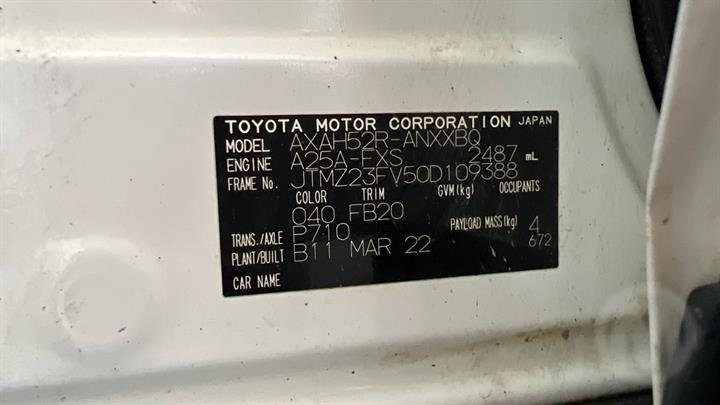 TOYOTA MOTOR CORPORATION JAPAN
MODEL AXAH52R-ANXXBQ
ENGINE A25A-FXS 2487 mL
FRAME No. JTMZ23FV50D109388
COLOR TRIM GVM(kg) OCCUPANTS
040 FB20
TRANS./AXLE P710 PAYLOAD MASS(kg) 4
PLANT/BUILT B11 MAR 22 672
CAR NAME